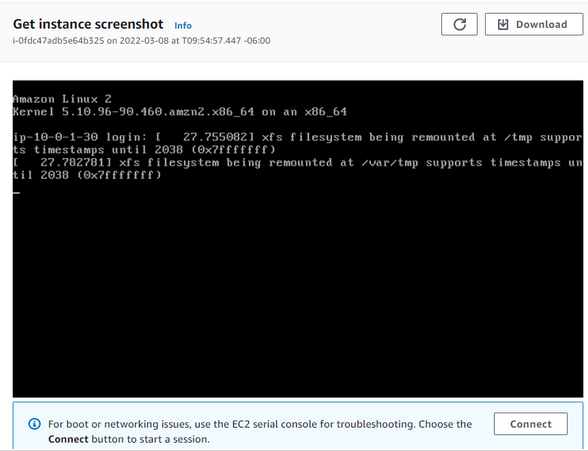 Get instance screenshot Info
i-0fdc47adb5e64b325 on 2022-03-08 at T09:54:57.447 -06:00
Download
Amazon Linux 2
Kernel 5.10.96-90.460.amzn2.x86_64 on an x86_64
ip-10-0-1-30 login: [   27.755082] xfs filesystem being remounted at /tmp suppor
ts timestamps until 2038 (0x7fffffff)
[   27.782781] xfs filesystem being remounted at /var/tmp supports timestamps un
til 2038 (0x7fffffff)
For boot or networking issues, use the EC2 serial console for troubleshooting. Choose the
Connect button to start a session.
Connect